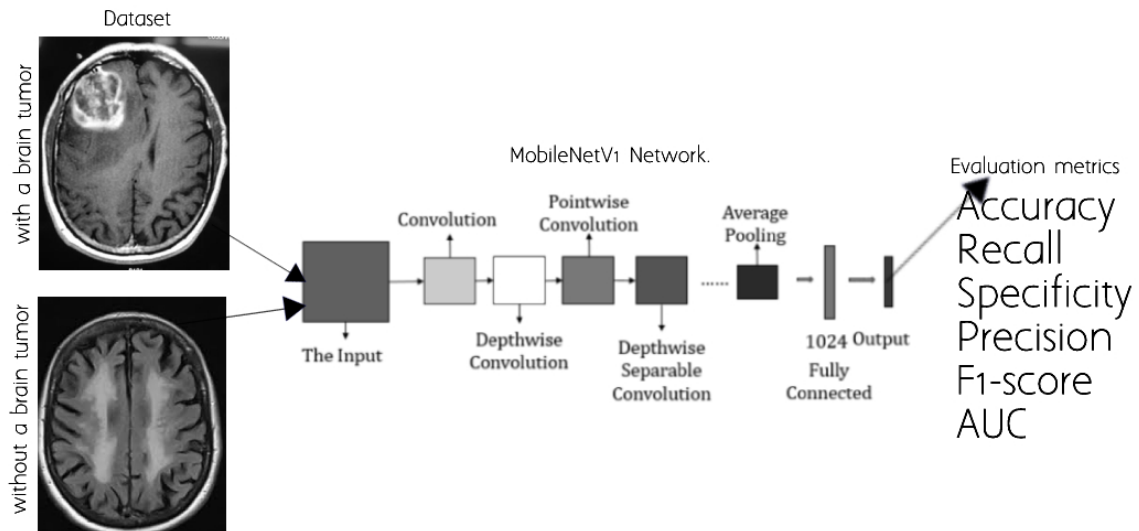 Dataset
with a brain tumor
without a brain tumor
MobileNetV1 Network.
Convolution
Pointwise
Convolution
Average
Pooling
The Input
Depthwise
Convolution
Depthwise
Separable
Convolution
......
1024
Fully
Connected
Output
Evaluation metrics
Accuracy
Recall
Specificity
Precision
F1-score
AUC